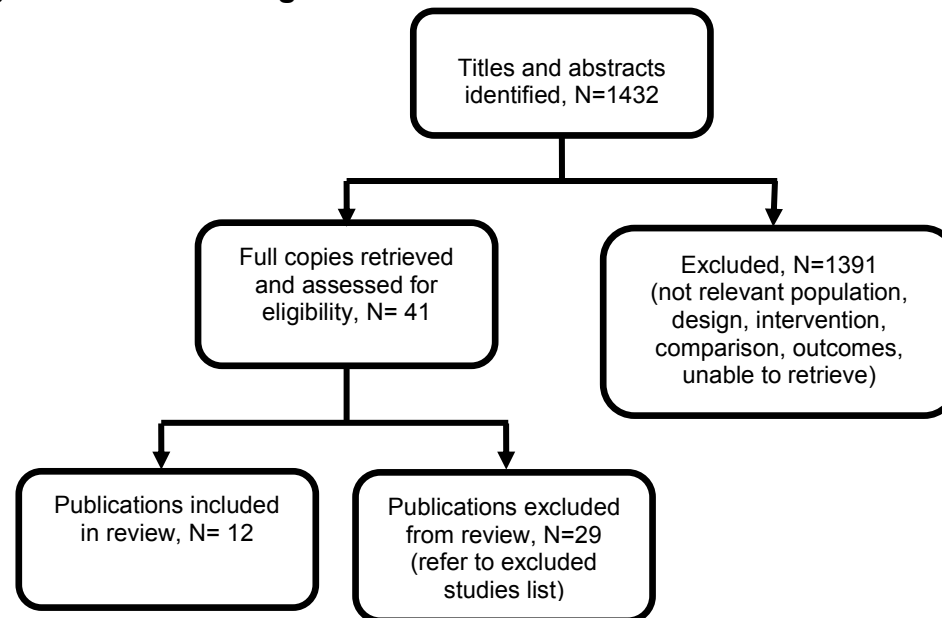 Titles and abstracts
identified, N=1432
Full copies retrieved
and assessed for
eligibility, N= 41
Excluded, N=1391
(not relevant population,
design, intervention,
comparison, outcomes,
unable to retrieve)
Publications included
in review, N= 12
Publications excluded
from review, N=29
(refer to excluded
studies list)